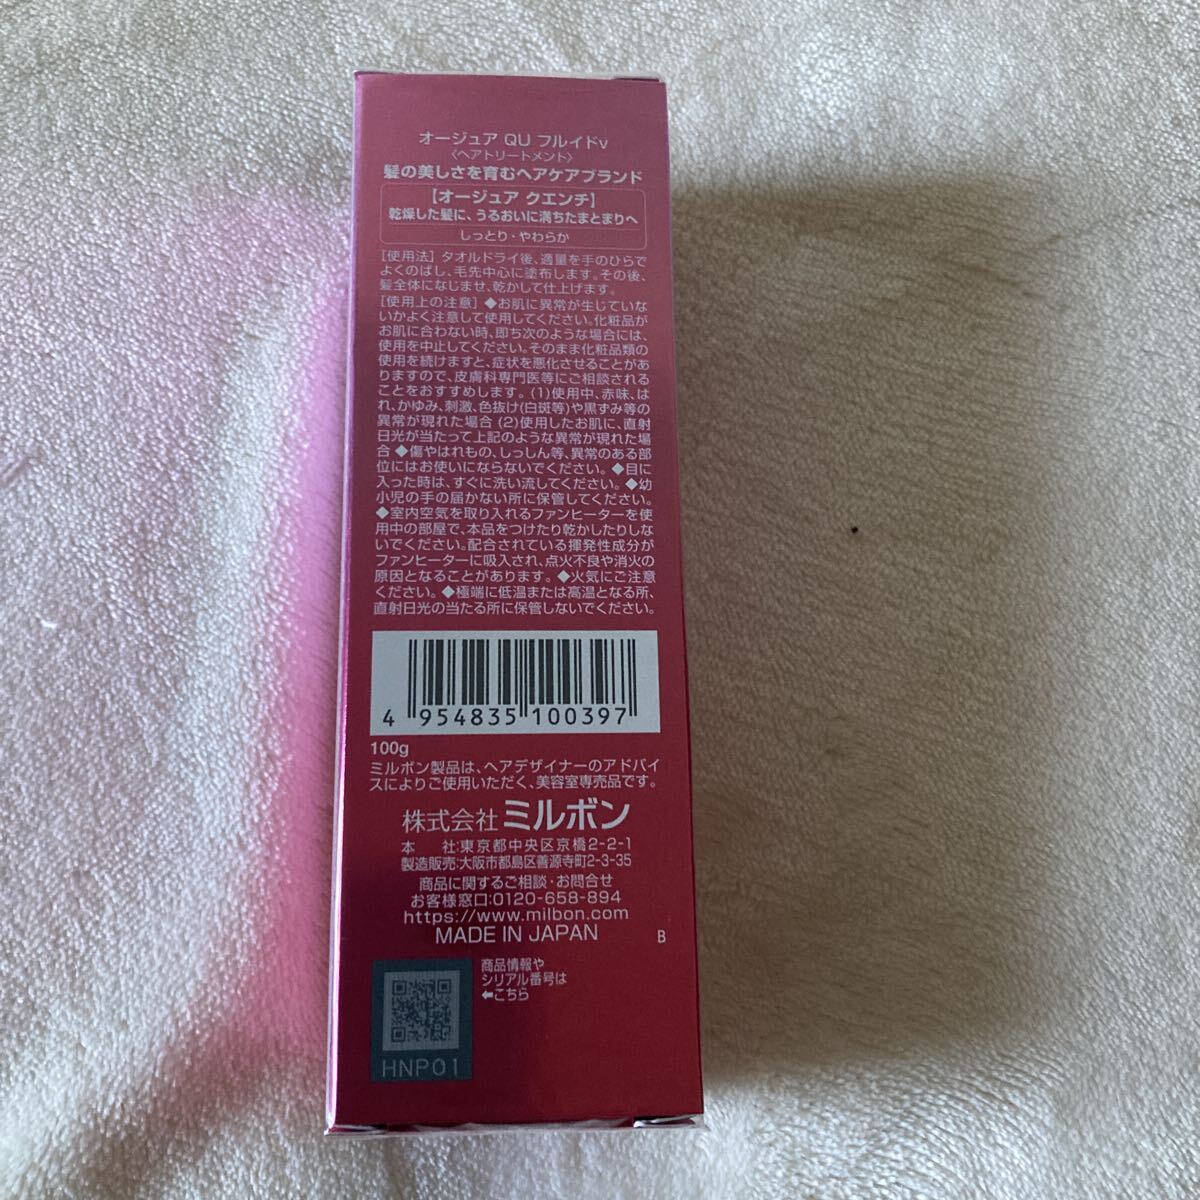 オージュア QU フルイドv
〈ヘアトリートメント〉
髪の美しさを育むヘアケアブランド
【オージュア クエンチ】
乾燥した髪に、うるおいに満ちたまとまりへ
しっとり・やわらか
［使用法］タオルドライ後、適量を手のひらで
よくのばし、毛先中心に塗布します。その後、
髪全体になじませ、乾かして仕上げます。
［使用上の注意］◆お肌に異常が生じていな
いかよく注意して使用してください。化粧品が
お肌に合わない時、即ち次のような場合には、
使用を中止してください。そのまま化粧品類の
使用を続けますと、症状を悪化させることがあ
りますので、皮膚科専門医等にご相談される
ことをおすすめします。(1)使用中、赤味、は
れ、かゆみ、刺激、色抜け(白斑等)や黒ずみ等の
異常が現れた場合 (2)使用したお肌に、直射
日光が当たって上記のような異常が現れた場
合 ◆傷やはれもの、しっしん等、異常のある部
位にはお使いにならないでください。◆目に
入った時は、すぐに洗い流してください。◆幼
小児の手の届かない所に保管してください。
◆室内空気を取り入れるファンヒーターを使
用中の部屋で、本品をつけたり乾かしたりしな
いでください。配合されている揮発性成分が
ファンヒーターに吸入され、点火不良や消火の
原因となることがあります。◆火気にご注意
ください。◆極端に低温または高温となる所、
直射日光の当たる所に保管しないでください。
4 954835 100397
100g
ミルボン製品は、ヘアデザイナーのアドバイ
スによりご使用いただく、美容室専売品です。
株式会社 ミルボン
本 社:東京都中央区京橋2-2-1
製造販売:大阪市都島区善源寺町2-3-35
商品に関するご相談・お問合せ
お客様窓口:0120-658-894
https://www.milbon.com
MADE IN JAPAN B
商品情報や
シリアル番号は
⬅こちら
HNP01